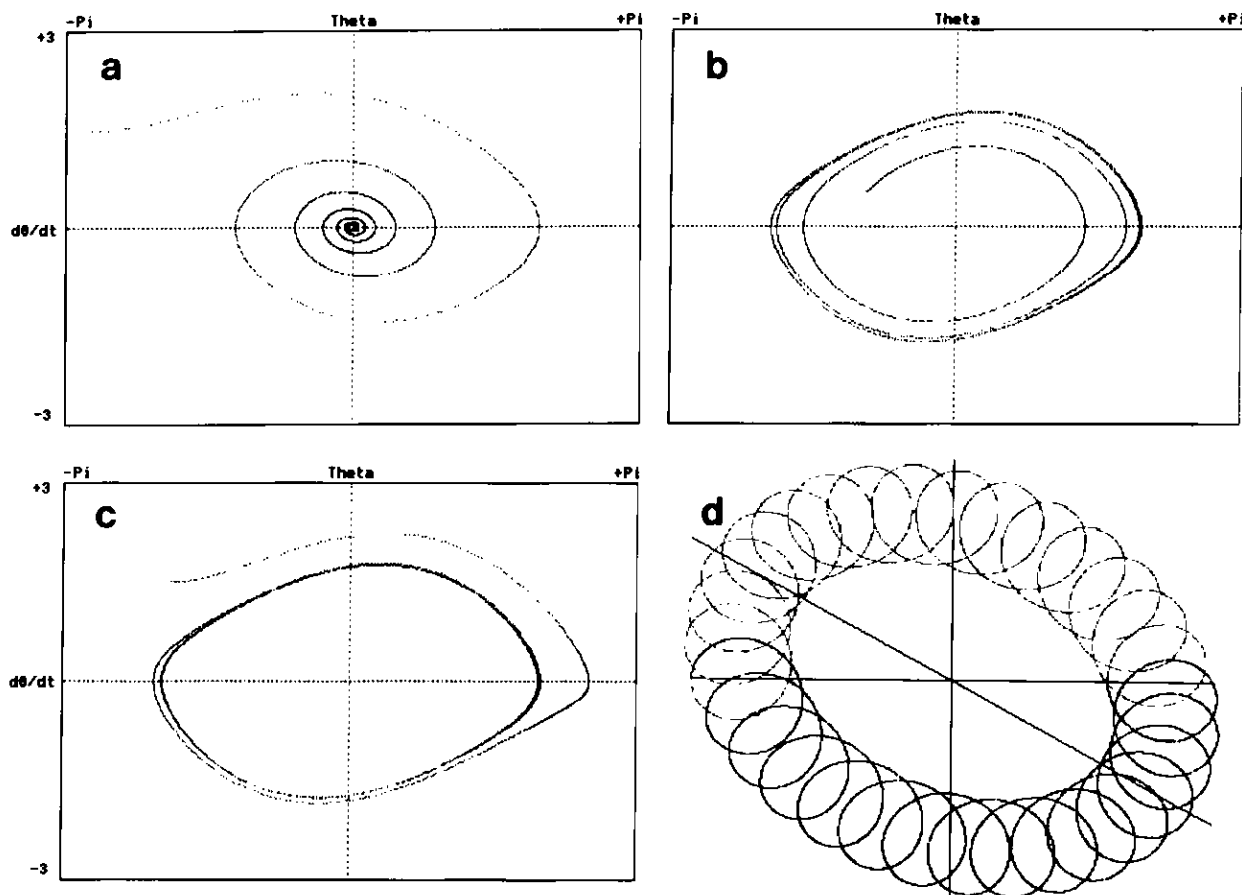 -Pi Theta +Pi
+3
a
dθ/dt
-3
-Pi Theta +Pi
b
-Pi Theta +Pi
+3
c
dθ/dt
-3
d